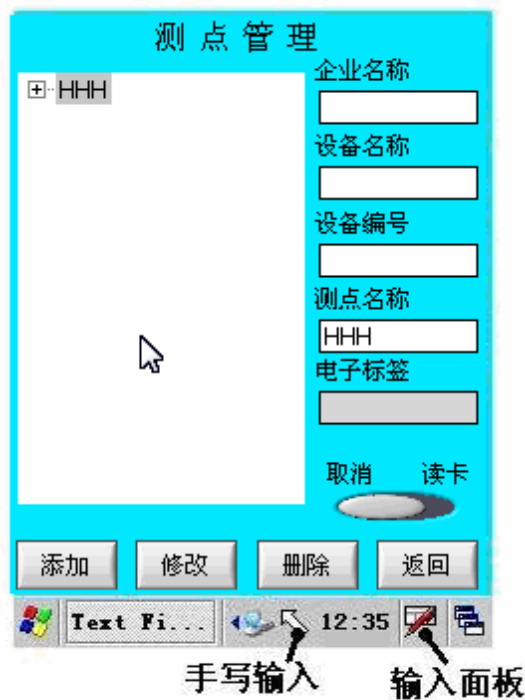 测点管理
HHH
企业名称
设备名称
设备编号
测点名称
HHH
电子标签
取消 读卡
添加 修改 删除 返回
Text Fi... 12:35
手写输入 输入面板